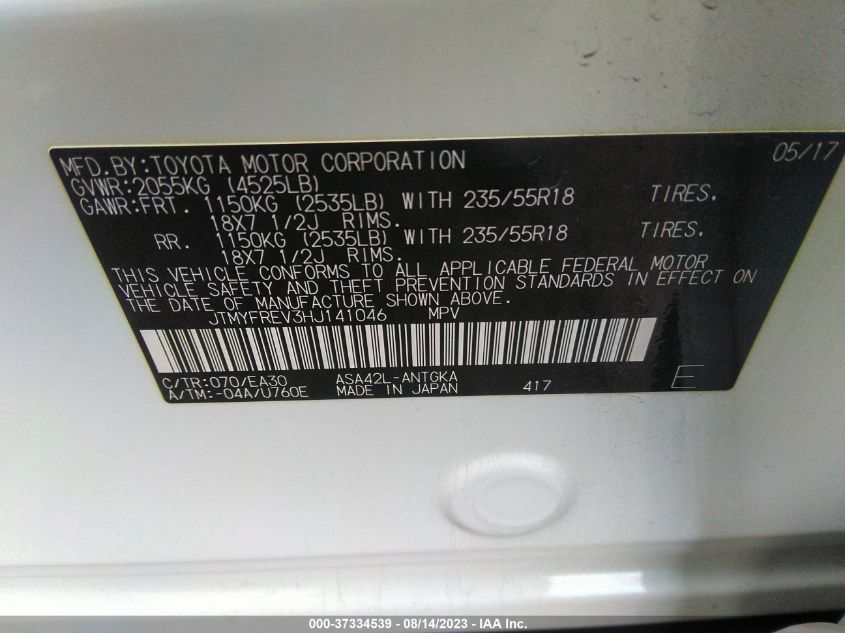 MFD.BY:TOYOTA MOTOR CORPORATION 05/17
GVWR:2055KG (4525LB)
GAWR:FRT. 1150KG (2535LB) WITH 235/55R18 TIRES.
18X7 1/2J RIMS.
RR. 1150KG (2535LB) WITH 235/55R18 TIRES.
18X7 1/2J RIMS.
THIS VEHICLE CONFORMS TO ALL APPLICABLE FEDERAL MOTOR
VEHICLE SAFETY AND THEFT PREVENTION STANDARDS IN EFFECT ON
THE DATE OF MANUFACTURE SHOWN ABOVE.
JTMYFREV3HJ141046 MPV
C/TR:070/EA30 ASA42L-ANTGKA
A/TM:-04A/U760E MADE IN JAPAN 417 E
000-37334539 - 08/14/2023 - IAA Inc.